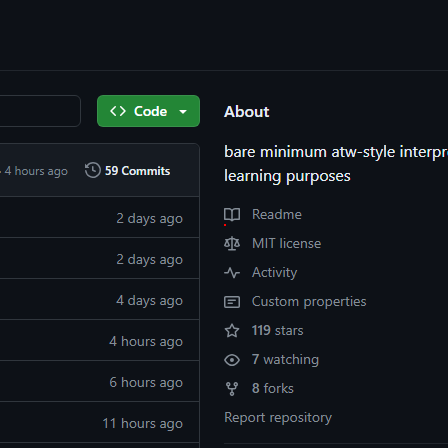 Code
About
bare minimum atw-style
learning purposes
4 hours ago
59 Commits
2 days ago
2 days ago
4 days ago
4 hours ago
6 hours ago
11 hours ago
Readme
MIT license
Activity
Custom properties
119 stars
7 watching
8 forks
Report repository